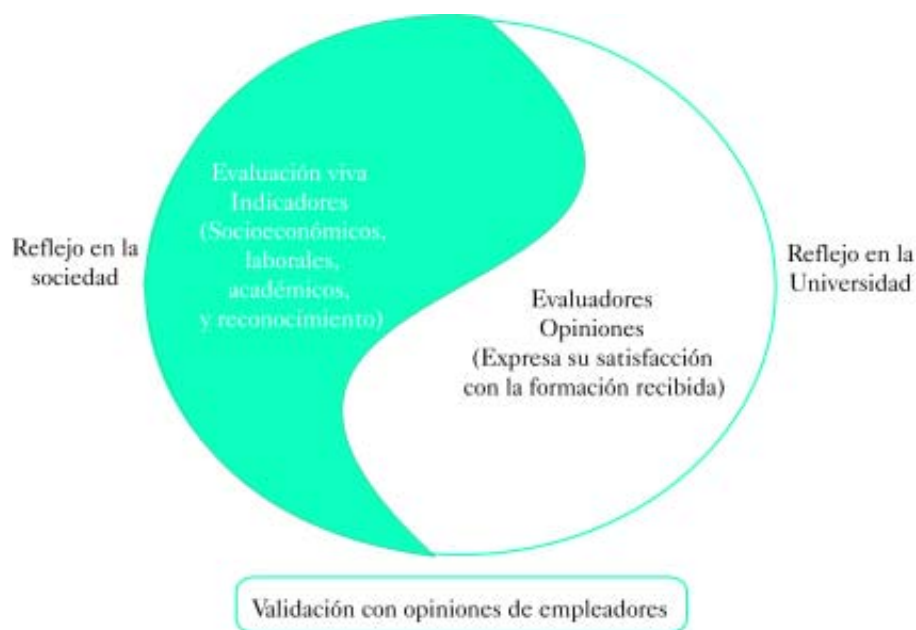 Evaluación viva
Indicadores
(Socioeconómicos,
laborales,
académicos,
y reconocimiento)
Reflejo en la
sociedad
Reflejo en la
Universidad
Evaluadores
Opiniones
(Expresa su satisfacción
con la formación recibida)
Validación con opiniones de empleadores